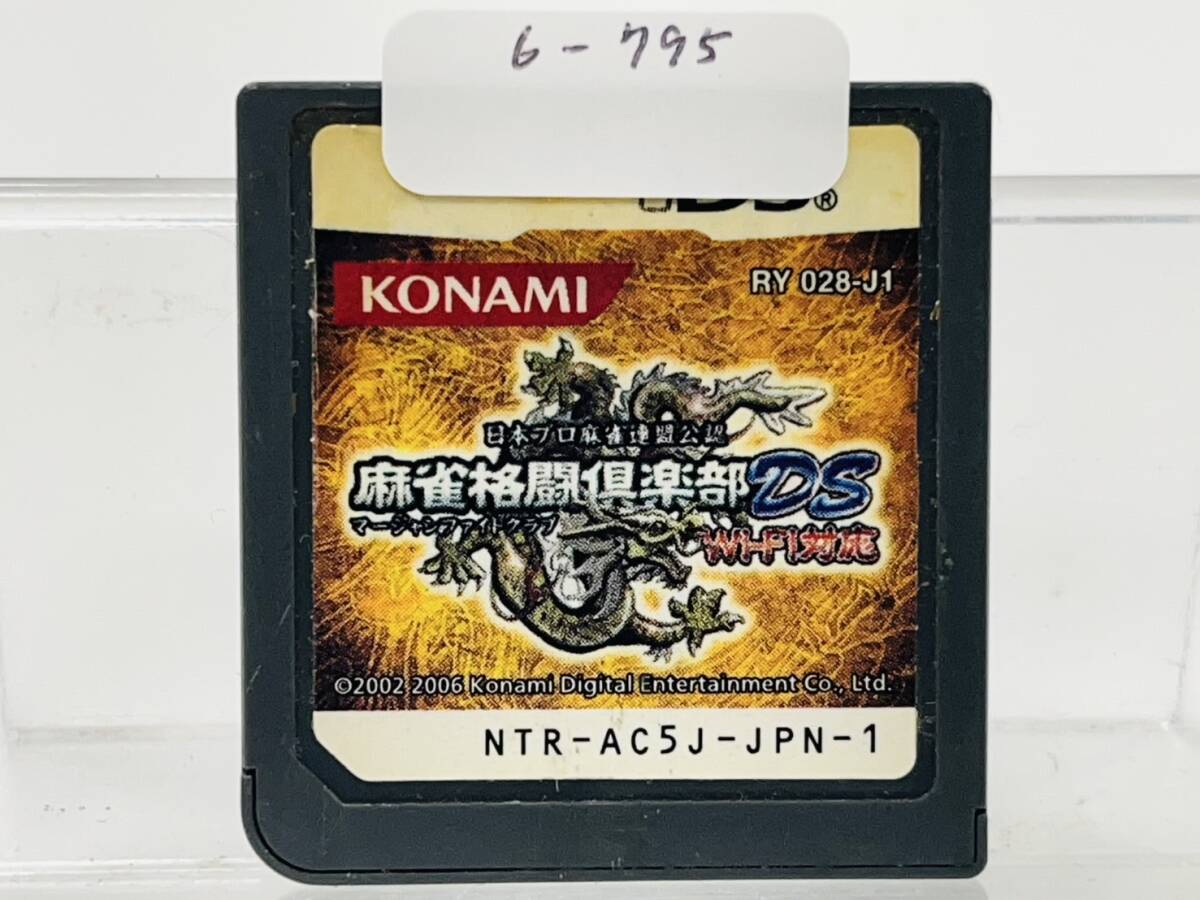 6-795
DS®
KONAMI
RY 028-J1
日本プロ麻雀連盟公認
麻雀格闘倶楽部DS
マージャンファイトクラブ
Wi-Fi対応
©2002 2006 Konami Digital Entertainment Co., Ltd.
NTR-AC5J-JPN-1